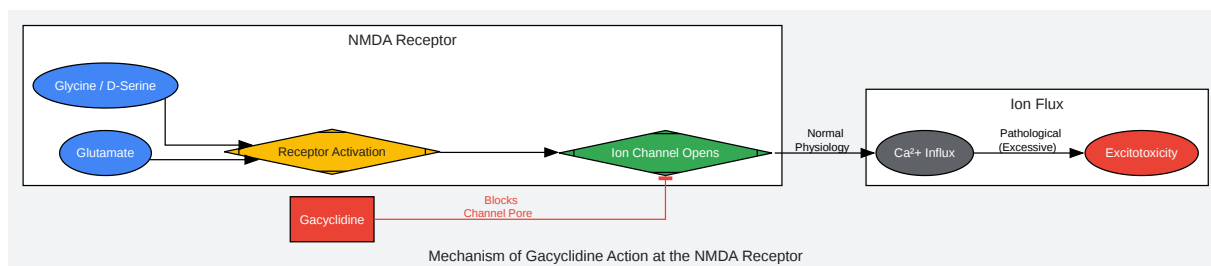 NMDA Receptor
Glycine / D-Serine
Glutamate
Receptor Activation
Ion Channel Opens
Normal
Physiology
Ion Flux
Ca²+ Influx
Pathological
(Excessive)
Excitotoxicity
Gacyclidine
Blocks
Channel Pore
Mechanism of Gacyclidine Action at the NMDA Receptor